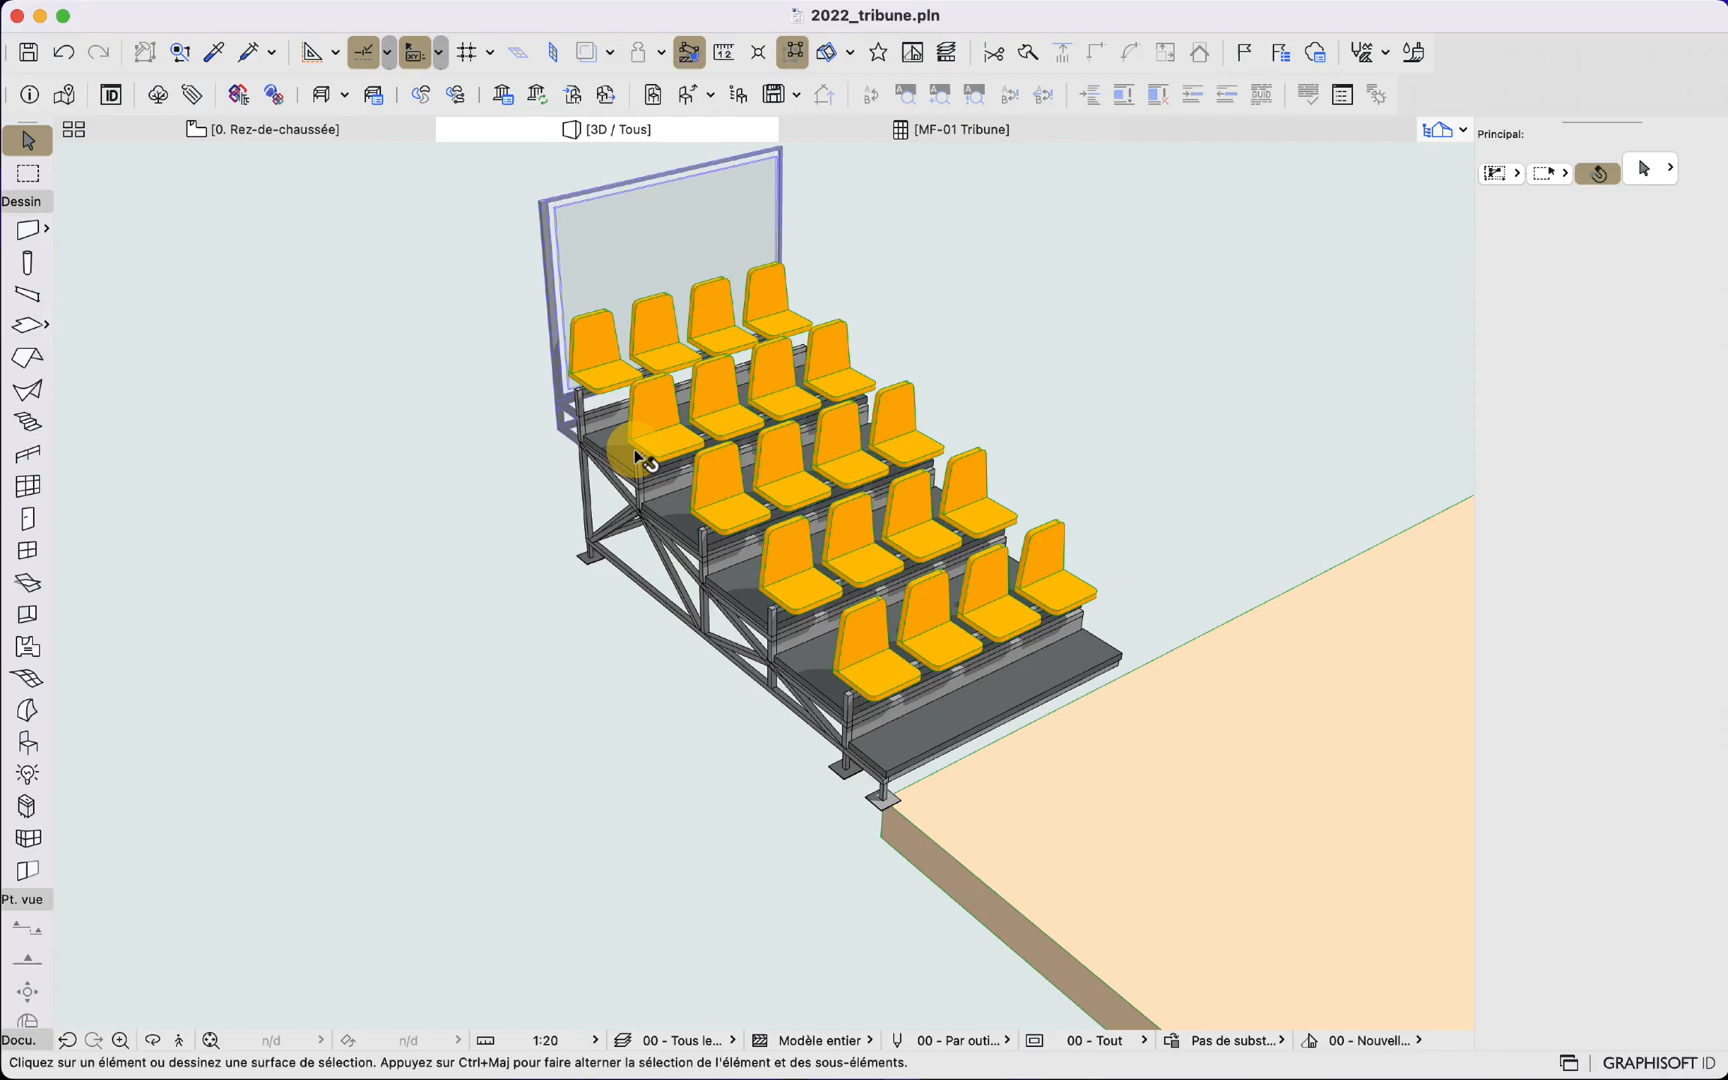 2022_tribune.pln
ID
GUID
[0. Rez-de-chaussée]
[3D / Tous]
[MF-01 Tribune]
Principal:
Dessin
Pt. vue
Docu.
n/d
n/d
1:20
00 - Tous le...
Modèle entier
00 - Par outi...
00 - Tout
Pas de subst...
00 - Nouvell...
Cliquez sur un élément ou dessinez une surface de sélection. Appuyez sur Ctrl+Maj pour faire alterner la sélection de l'élément et des sous-éléments.
GRAPHISOFT ID